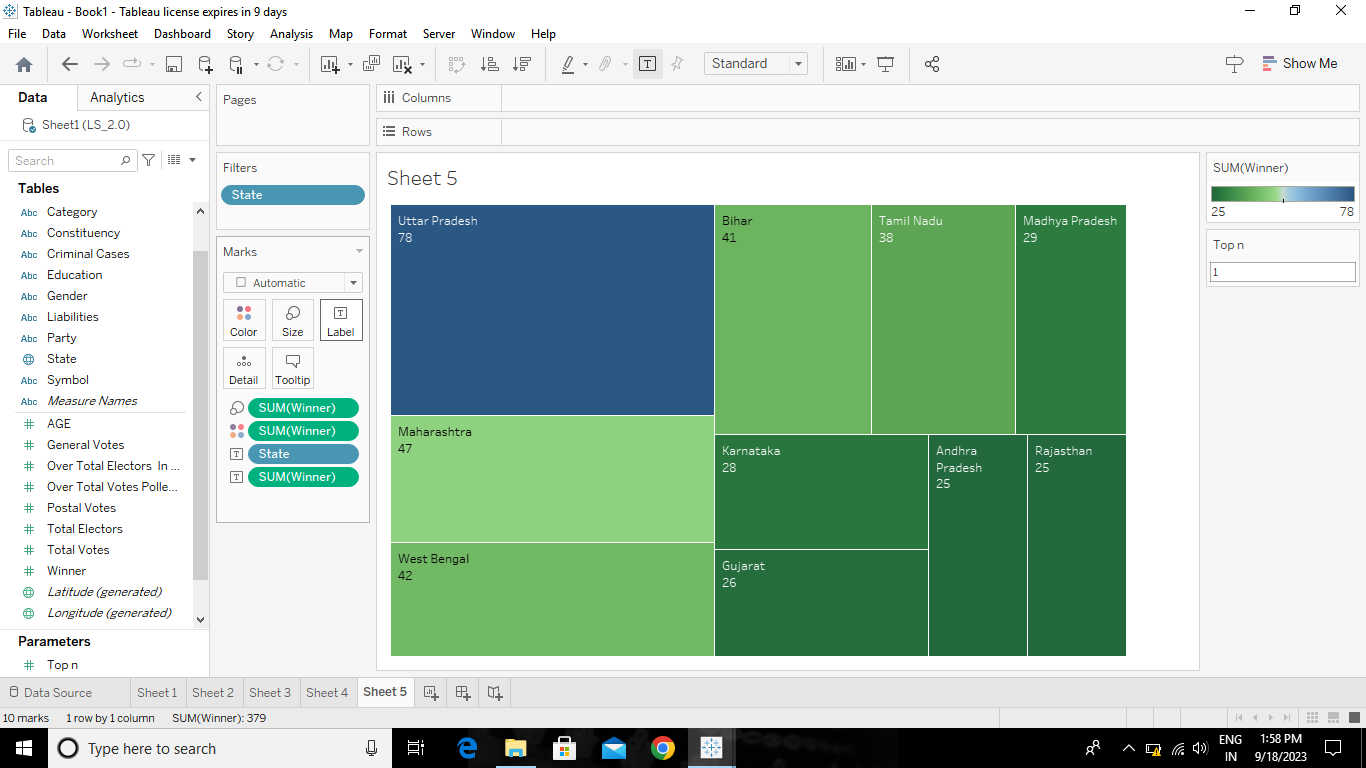 Tableau - Book1 - Tableau license expires in 9 days
File Data Worksheet Dashboard Story Analysis Map Format Server Window Help
Standard
Show Me
Data Analytics
Sheet1 (LS_2.0)
Search
Tables
Abc Category
Abc Constituency
Abc Criminal Cases
Abc Education
Abc Gender
Abc Liabilities
Abc Party
State
Abc Symbol
Abc Measure Names
# AGE
# General Votes
# Over Total Electors In ...
# Over Total Votes Polle...
# Postal Votes
# Total Electors
# Total Votes
# Winner
Latitude (generated)
Longitude (generated)
Parameters
# Top n
Pages
Filters
State
Marks
Automatic
Color Size Label
Detail Tooltip
SUM(Winner)
SUM(Winner)
State
SUM(Winner)
Columns
Rows
Sheet 5
Uttar Pradesh
78
Maharashtra
47
West Bengal
42
Bihar
41
Tamil Nadu
38
Madhya Pradesh
29
Karnataka
28
Gujarat
26
Andhra
Pradesh
25
Rajasthan
25
SUM(Winner)
25 78
Top n
1
Data Source Sheet 1 Sheet 2 Sheet 3 Sheet 4 Sheet 5
10 marks 1 row by 1 column SUM(Winner): 379
Type here to search
ENG
IN
1:58 PM
9/18/2023